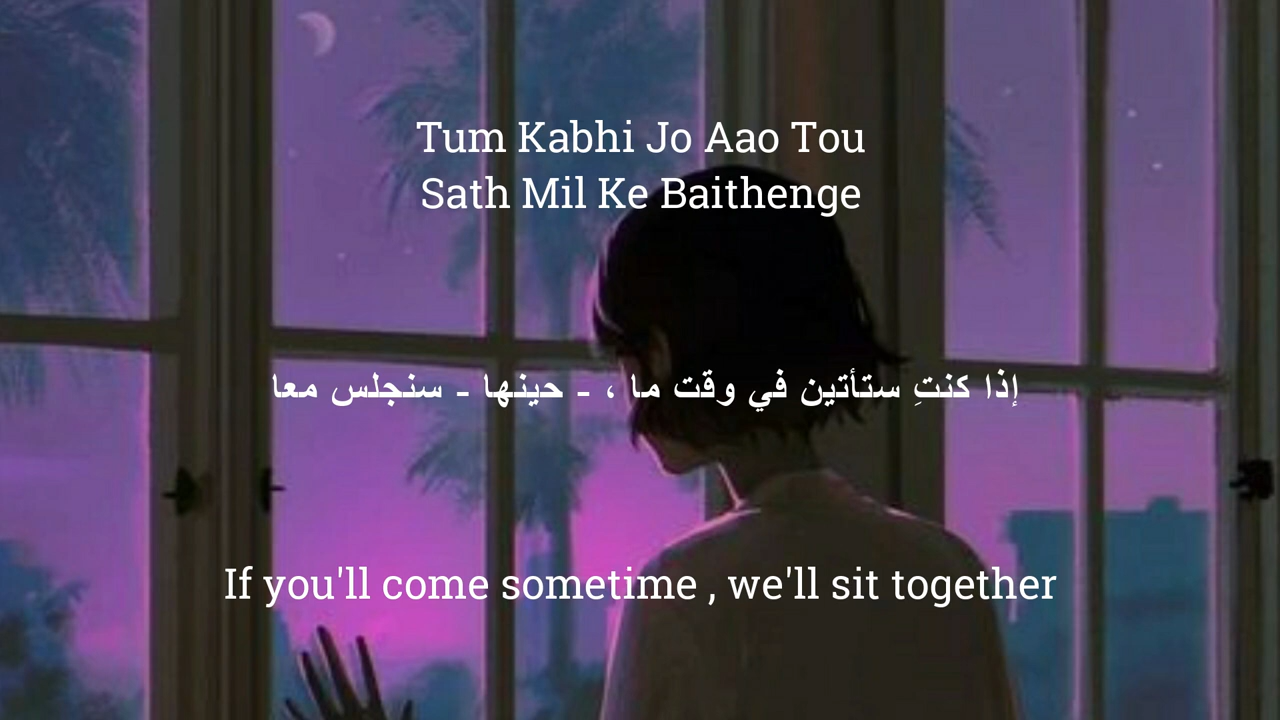 Tum Kabhi Jo Aao Tou
Sath Mil Ke Baithenge
إذا كنتِ ستأتين في وقت ما ، - حينها - سنجلس معا
If you'll come sometime , we'll sit together